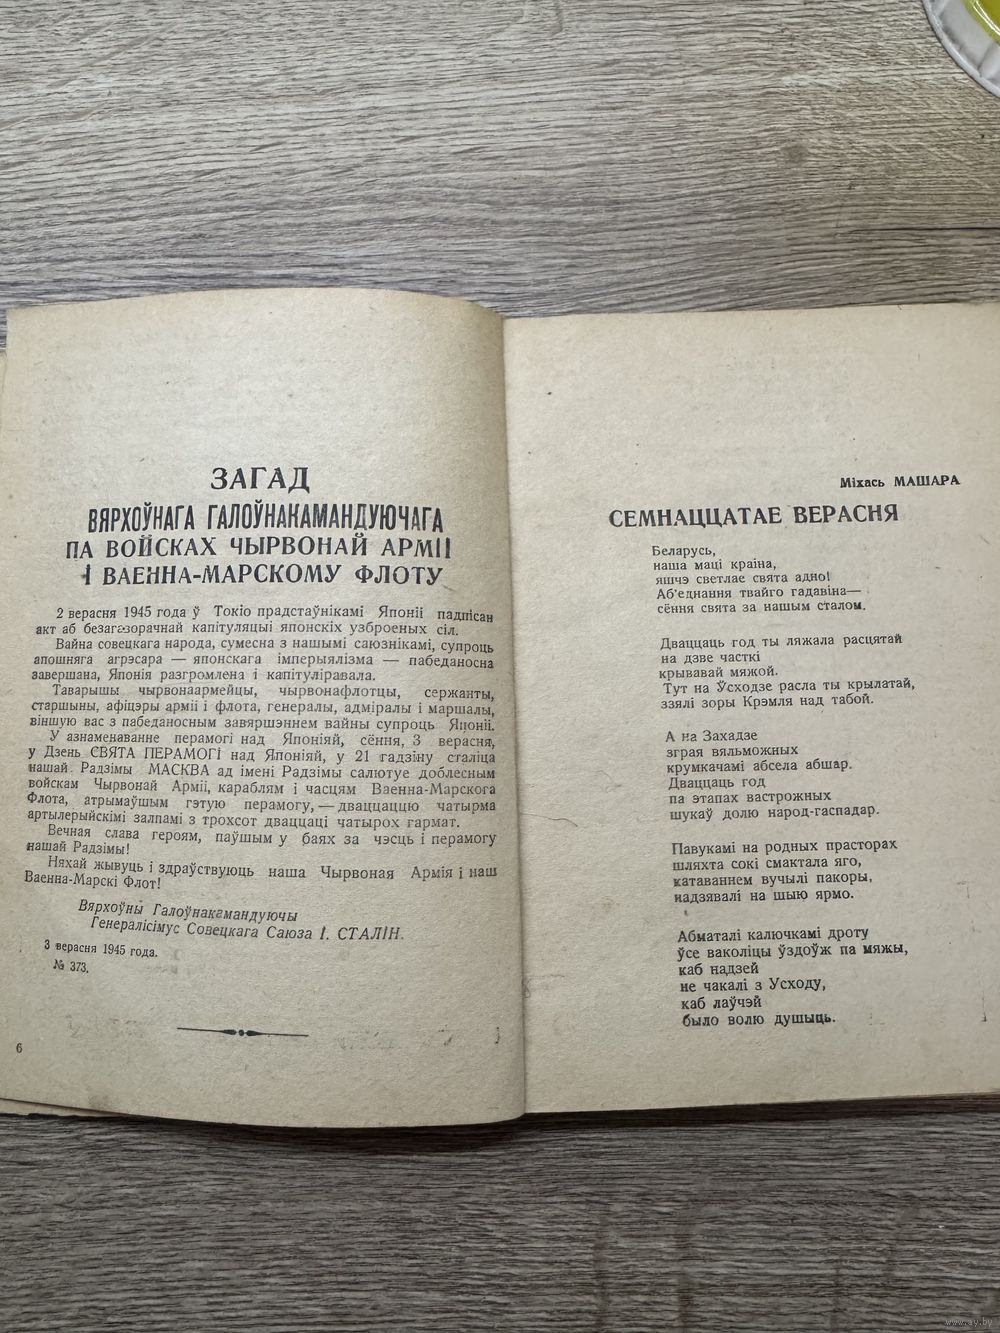 ЗАГАД
ВЯРХОЎНАГА ГАЛОЎНАКАМАНДУЮЧАГА
ПА ВОЙСКАХ ЧЫРВОНАЙ АРМІІ
І ВАЕННА-МАРСКОМУ ФЛОТУ
2 верасня 1945 года ў Токіо прадстаўнікамі Японіі падпісан
акт аб безагаворачнай капітуляцыі японскіх узброеных сіл.
Вайна совецкага народа, сумесна з нашымі саюзнікамі, супроць
апошняга агрэсара — японскага імперыялізма — пабеданосна
завершана, Японія разгромлена і капітуліравала.
Таварышы чырвонаармейцы, чырвонафлотцы, сержанты,
старшыны, афіцэры арміі і флота, генералы, адміралы і маршалы,
віншую вас з пабеданосным завяршэннем вайны супроць Японіі.
У азнаменаванне перамогі над Японіяй, сёння, 3 верасня,
у Дзень СВЯТА ПЕРАМОГІ над Японіяй, у 21 гадзіну сталіца
нашай Радзімы МАСКВА ад імені Радзімы салютуе доблесным
войскам Чырвонай Арміі, караблям і часцям Ваенна-Марскога
Флота, атрымаўшым гэтую перамогу, — дваццаццю чатырма
артылерыйскімі залпамі з трохсот дваццаці чатырох гармат.
Вечная слава героям, паўшым у баях за чэсць і перамогу
нашай Радзімы!
Няхай жывуць і здраўствуюць наша Чырвоная Армія і наш
Ваенна-Марскі Флот!
Вярхоўны Галоўнакамандуючы
Генералісімус Совецкага Саюза І. СТАЛІН.
3 верасня 1945 года.
№ 373.
6
Міхась МАШАРА
СЕМНАЦЦАТАЕ ВЕРАСНЯ
Беларусь,
наша маці краіна,
яшчэ светлае свята адно!
Аб'еднання твайго гадавіна—
сёння свята за нашым сталом.
Дваццаць год ты ляжала расцятай
на дзве часткі
крывавай мяжой.
Тут на Ўсходзе расла ты крылатай,
ззялі зоры Крэмля над табой.
А на Захадзе
зграя вяльможных
крумкачамі абсела абшар.
Дваццаць год
па этапах вастрожных
шукаў долю народ-гаспадар.
Павукамі на родных прасторах
шляхта сокі смактала яго,
катаваннем вучылі пакоры,
надзявалі на шыю ярмо.
Абматалі калючкамі дроту
ўсе ваколіцы ўздоўж па мяжы,
каб надзей
не чакалі з Усходу,
каб лаўчэй
было волю душыць.
www.ay.by